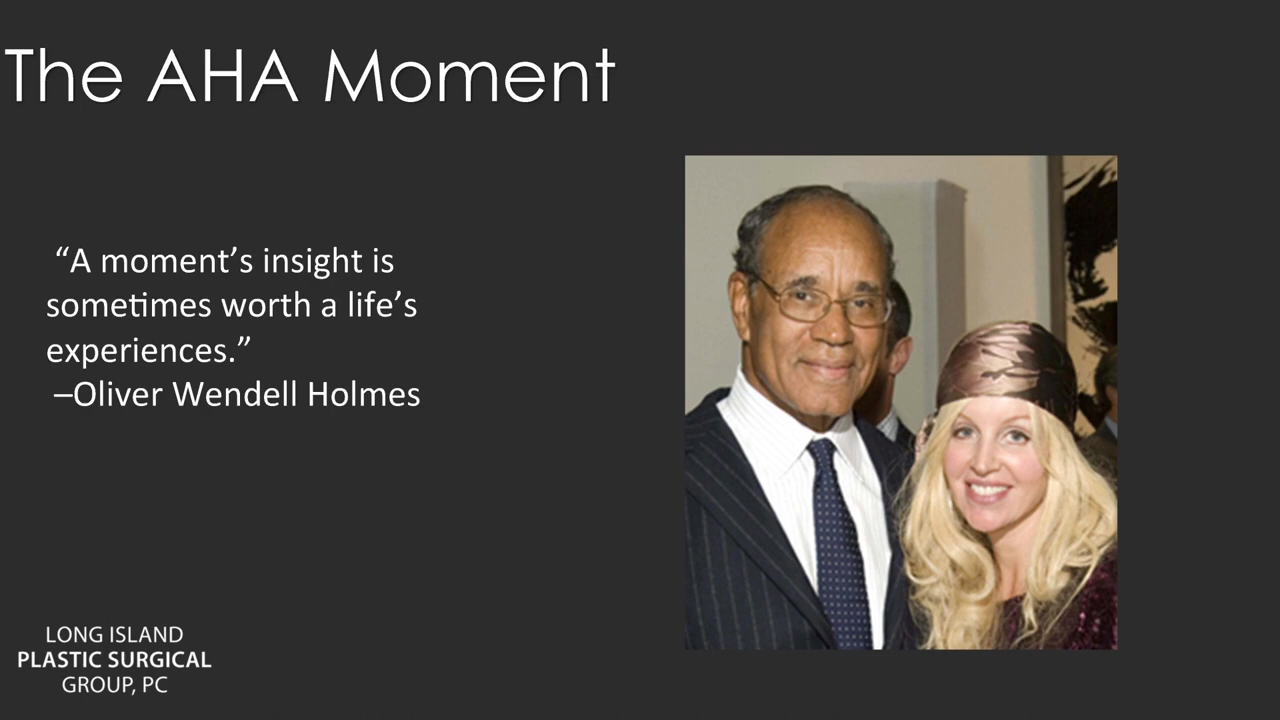 The AHA Moment
“A moment’s insight is
sometimes worth a life’s
experiences.”
–Oliver Wendell Holmes
LONG ISLAND
PLASTIC SURGICAL
GROUP, PC